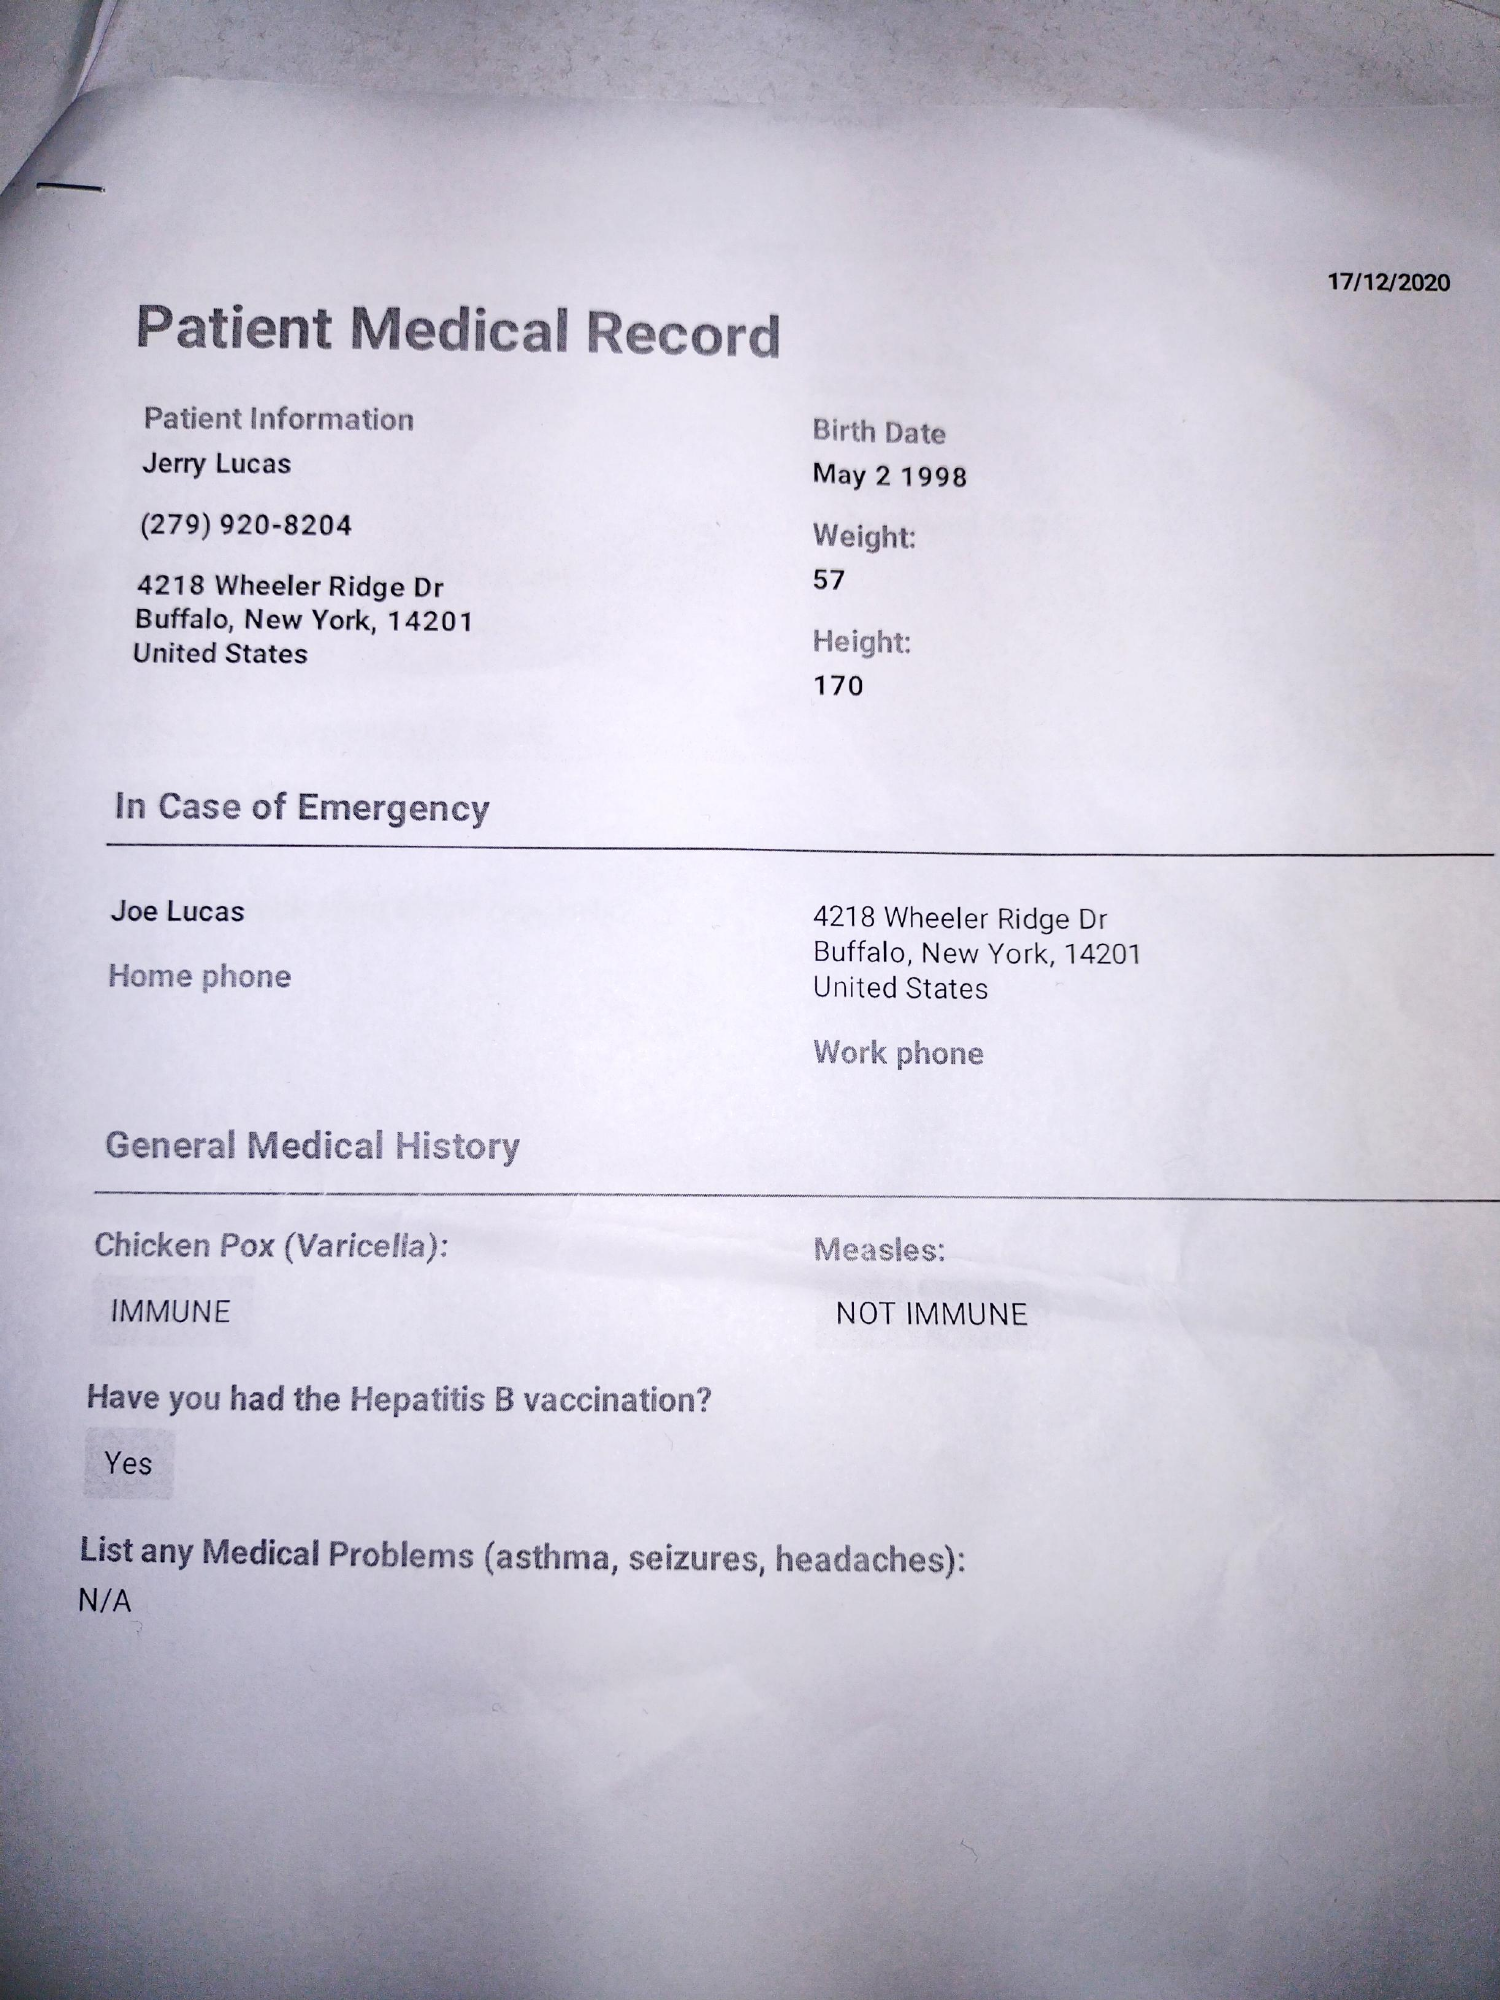 17/12/2020
Patient Medical Record
Patient Information
Jerry Lucas
(279) 920-8204
4218 Wheeler Ridge Dr
Buffalo, New York, 14201
United States
Birth Date
May 2 1998
Weight:
57
Height:
170
In Case of Emergency
Joe Lucas
Home phone
4218 Wheeler Ridge Dr
Buffalo, New York, 14201
United States
Work phone
General Medical History
Chicken Pox (Varicella):
IMMUNE
Measles:
NOT IMMUNE
Have you had the Hepatitis B vaccination?
Yes
List any Medical Problems (asthma, seizures, headaches):
N/A